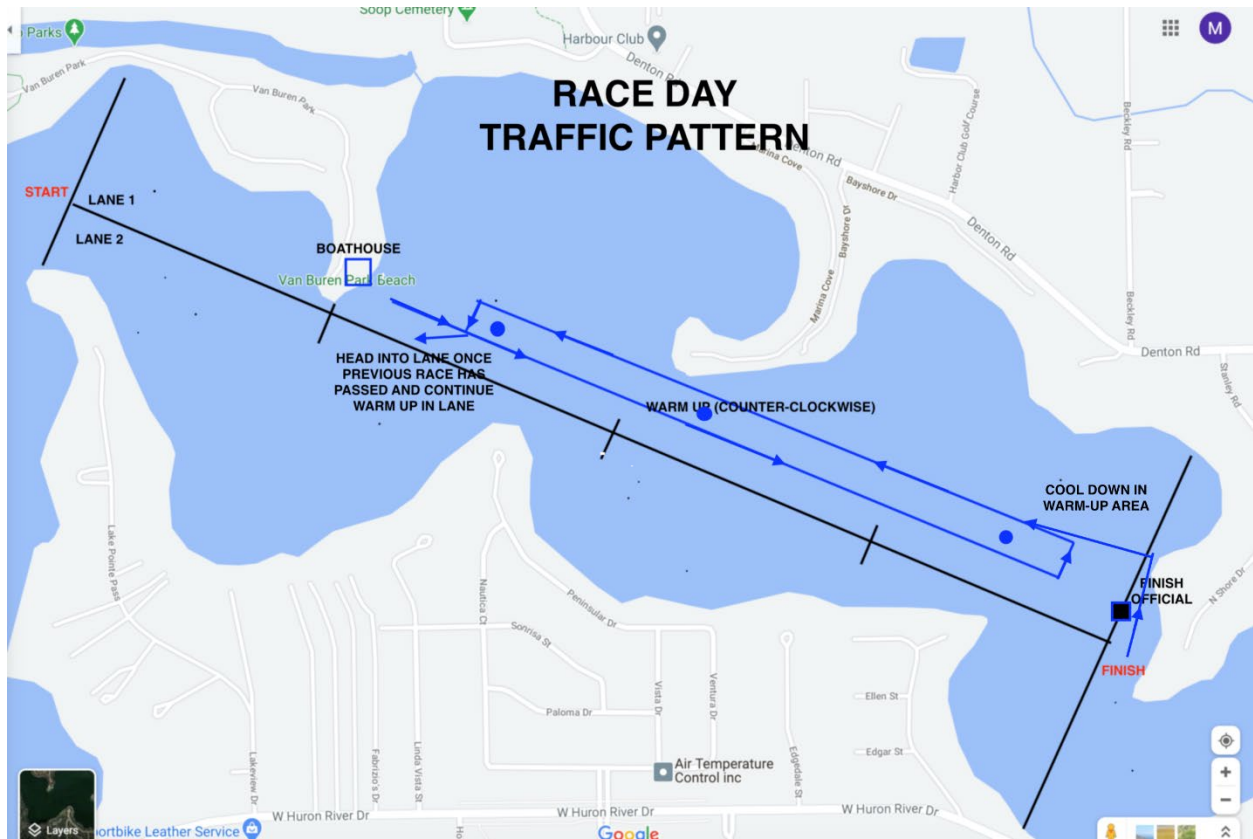 Soop Cemetery
Parks
Harbour Club
M
Van Buren Park
Van Buren Park
Denton Rd
RACE DAY
TRAFFIC PATTERN
Denton Rd
Marina Cove
Bayshore Dr
Bayshore Dr
Marina Cove
Harbor Club Golf Course
Beckley Rd
Beckley Rd
Denton Rd
Denton Rd
Stanley Rd
START
LANE 1
LANE 2
BOATHOUSE
Van Buren Park Beach
HEAD INTO LANE ONCE
PREVIOUS RACE HAS
PASSED AND CONTINUE
WARM UP IN LANE
WARM UP (COUNTER-CLOCKWISE)
COOL DOWN IN
WARM-UP AREA
FINISH
OFFICIAL
N Shore Dr
FINISH
Lake Pointe Pass
Nautica Ct
Peninsular Dr
Sonrisa St
Paloma Dr
Vista Dr
Ventura Dr
Ellen St
Edgar St
Edgedale St
Lakeview Dr
Fabrizio's Dr
Linda Vista St
Air Temperature
Control inc
W Huron River Dr
W Huron River Dr
W Huron River Dr
Layers
ortbike Leather Service
Ho
Google